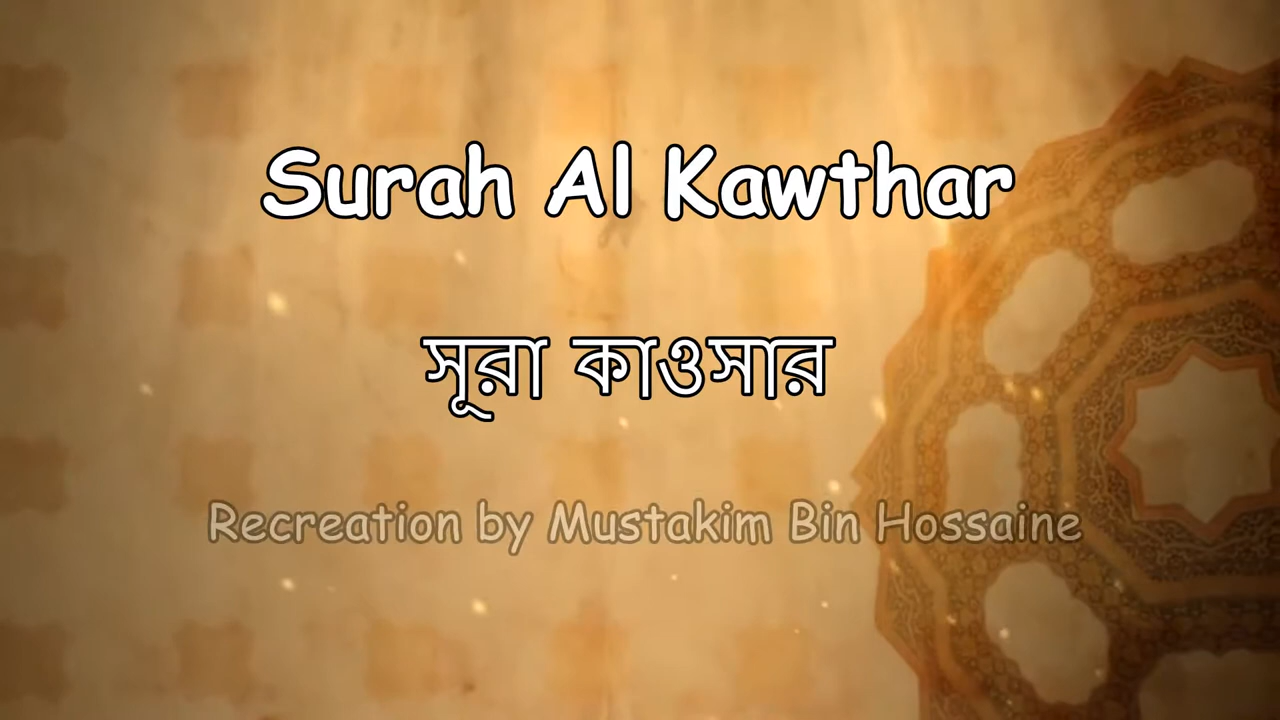 Surah Al Kawthar
সূরা কাওসার
Recreation by Mustakim Bin Hossaine